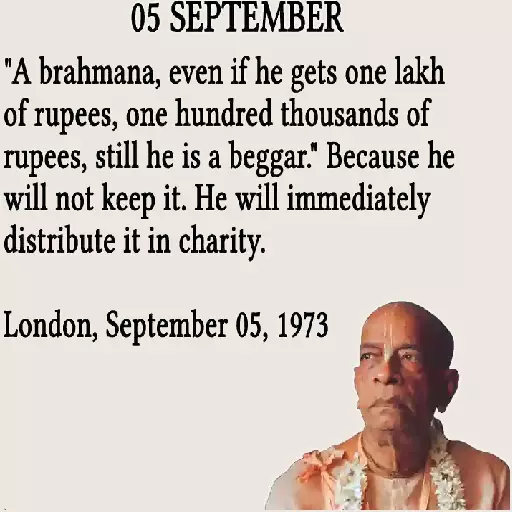 05 SEPTEMBER
"A brahmana, even if he gets one lakh
of rupees, one hundred thousands of
rupees, still he is a beggar." Because he
will not keep it. He will immediately
distribute it in charity.
London, September 05, 1973